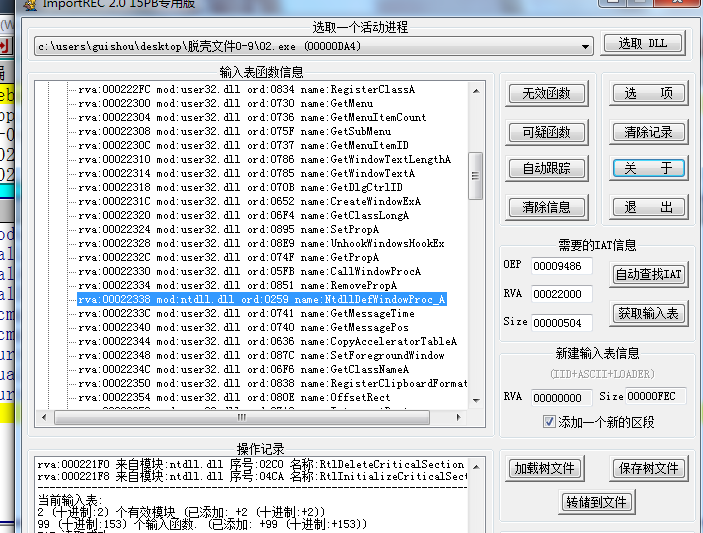 ImportREC 2.0 15PB专用版
选取一个活动进程
c:\users\guishou\desktop\脱壳文件0-9\02.exe (00000DA4)
选取 DLL
输入表函数信息
rva:000222FC mod:user32.dll ord:0834 name:RegisterClassA
rva:00022300 mod:user32.dll ord:0730 name:GetMenu
rva:00022304 mod:user32.dll ord:0736 name:GetMenuItemCount
rva:00022308 mod:user32.dll ord:075F name:GetSubMenu
rva:0002230C mod:user32.dll ord:0737 name:GetMenuItemID
rva:00022310 mod:user32.dll ord:0786 name:GetWindowTextLengthA
rva:00022314 mod:user32.dll ord:0785 name:GetWindowTextA
rva:00022318 mod:user32.dll ord:070B name:GetDlgCtrlID
rva:0002231C mod:user32.dll ord:0652 name:CreateWindowExA
rva:00022320 mod:user32.dll ord:06F4 name:GetClassLongA
rva:00022324 mod:user32.dll ord:0895 name:SetPropA
rva:00022328 mod:user32.dll ord:08E9 name:UnhookWindowsHookEx
rva:0002232C mod:user32.dll ord:074F name:GetPropA
rva:00022330 mod:user32.dll ord:05FB name:CallWindowProcA
rva:00022334 mod:user32.dll ord:0851 name:RemovePropA
rva:00022338 mod:ntdll.dll ord:0259 name:NtdllDefWindowProc_A
rva:0002233C mod:user32.dll ord:0741 name:GetMessageTime
rva:00022340 mod:user32.dll ord:0740 name:GetMessagePos
rva:00022344 mod:user32.dll ord:0636 name:CopyAcceleratorTableA
rva:00022348 mod:user32.dll ord:087C name:SetForegroundWindow
rva:0002234C mod:user32.dll ord:06F6 name:GetClassNameA
rva:00022350 mod:user32.dll ord:0838 name:RegisterClipboardFormat
rva:00022354 mod:user32.dll ord:080E name:OffsetRect
无效函数
选 项
可疑函数
清除记录
自动跟踪
关 于
清除信息
退 出
需要的IAT信息
OEP 00009486
自动查找IAT
RVA 00022000
获取输入表
Size 00000504
新建输入表信息
(IID+ASCII+LOADER)
RVA 00000000 Size 00000FEC
添加一个新的区段
操作记录
rva:000221F0 来自模块:ntdll.dll 序号:02C0 名称:RtlDeleteCriticalSection
rva:000221F8 来自模块:ntdll.dll 序号:04CA 名称:RtlInitializeCriticalSecti
当前输入表:
2 (十进制:2) 个有效模块 (已添加: +2 (十进制:+2))
99 (十进制:153) 个输入函数. (已添加: +99 (十进制:+153))
加载树文件
保存树文件
转储到文件